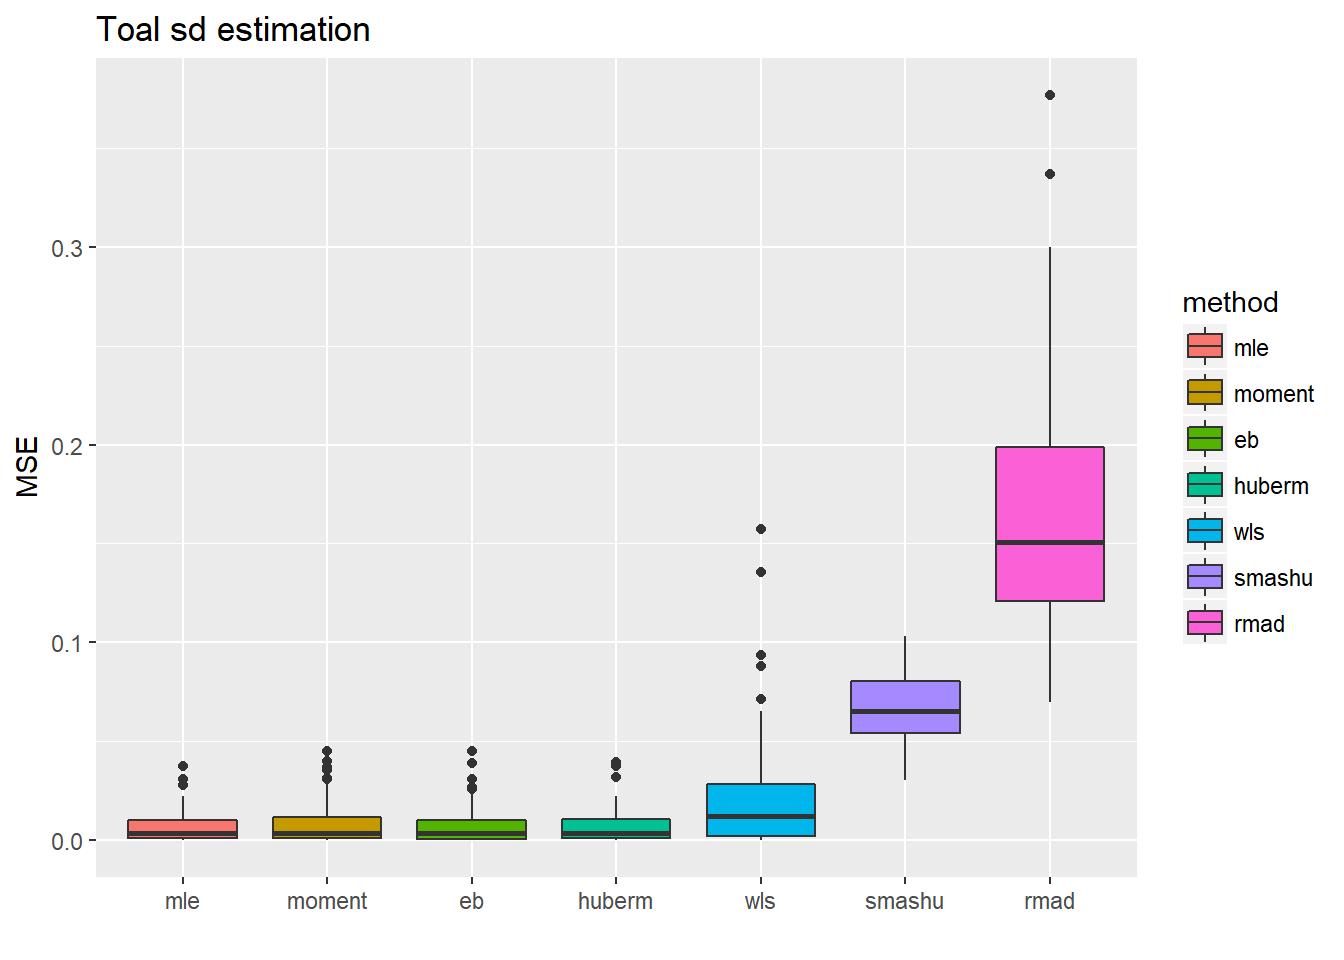 Toal sd estimation
MSE
0.3
0.2
0.1
0.0
mle
moment
eb
huberm
wls
smashu
rmad
method
mle
moment
eb
huberm
wls
smashu
rmad